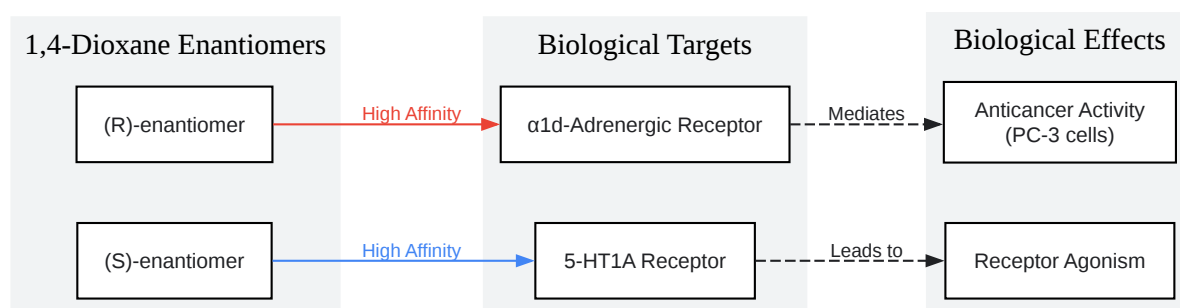 1,4-Dioxane Enantiomers
Biological Targets
Biological Effects
(R)-enantiomer
High Affinity
α1d-Adrenergic Receptor
Mediates
Anticancer Activity
(PC-3 cells)
(S)-enantiomer
High Affinity
5-HT1A Receptor
Leads to
Receptor Agonism